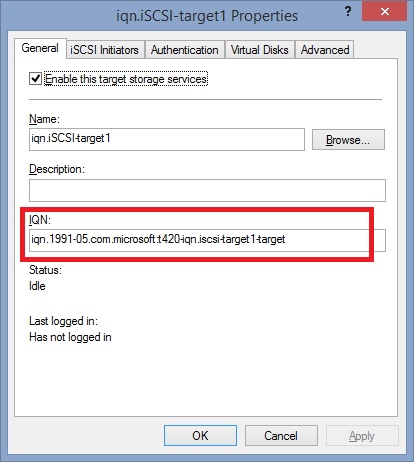 iqn.iSCSI-target1 Properties ?
General iSCSI Initiators Authentication Virtual Disks Advanced
Enable this target storage services
Name:
iqn.iSCSI-target1 Browse...
Description:
IQN:
iqn.1991-05.com.microsoft:t420-iqn.iscsi-target1-target
Status:
Idle
Last logged in:
Has not logged in
OK Cancel Apply